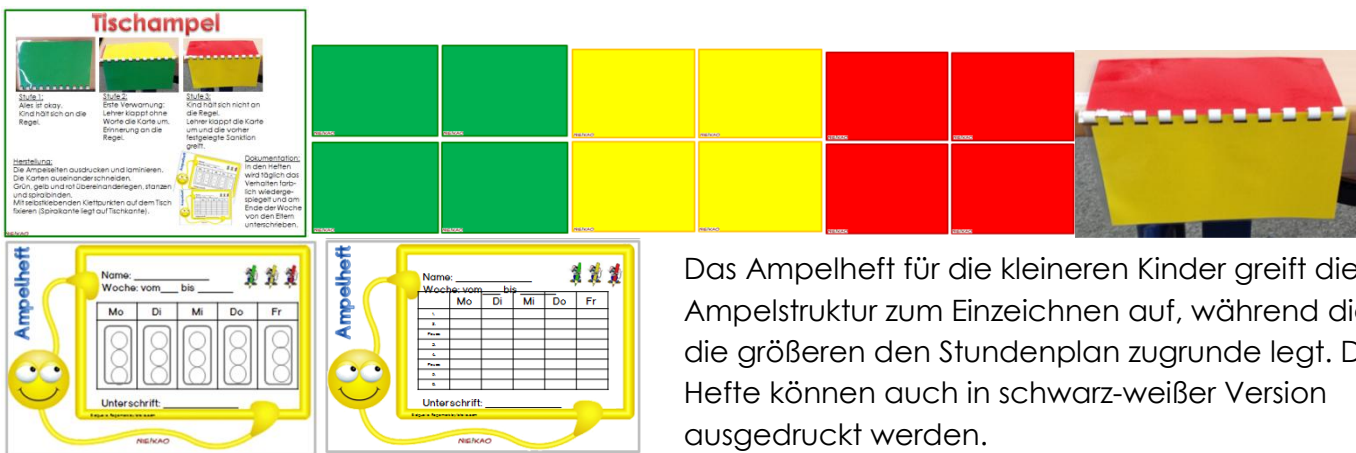 Tischampel
Stufe 1:
Alles ist okay.
Kind hält sich an die
Regel.
Stufe 2:
Erste Verwarnung:
Lehrer klappt ohne
Worte die Karte um.
Erinnerung an die
Regel.
Stufe 3:
Kind hält sich nicht an
die Regel.
Lehrer klappt die Karte
um und die vorher
festgelegte Sanktion
greift.
Herstellung:
Die Ampelseiten ausdrucken und laminieren.
Die Karten auseinander schneiden.
Grün, gelb und rot übereinanderlegen, stanzen
und spiralbinden.
Mit selbstklebenden Klettpunkten auf dem Tisch
fixieren (Spiralkante liegt auf Tischkante).
Dokumentation:
In den Heften
wird täglich das
Verhalten farb-
lich wiederge-
spiegelt und am
Ende der Woche
von den Eltern
unterschrieben.
Ampelheft
Name:
Woche: vom___ bis
Mo Di Mi Do Fr
Unterschrift:
Ampelheft
Name:
Woche: vom___ bis
Mo Di Mi Do Fr
Unterschrift:
Das Ampelheft für die kleineren Kinder greift die
Ampelstruktur zum Einzeichnen auf, während
die größeren den Stundenplan zugrunde legt.
Hefte können auch in schwarz-weißer Version
ausgedruckt werden.